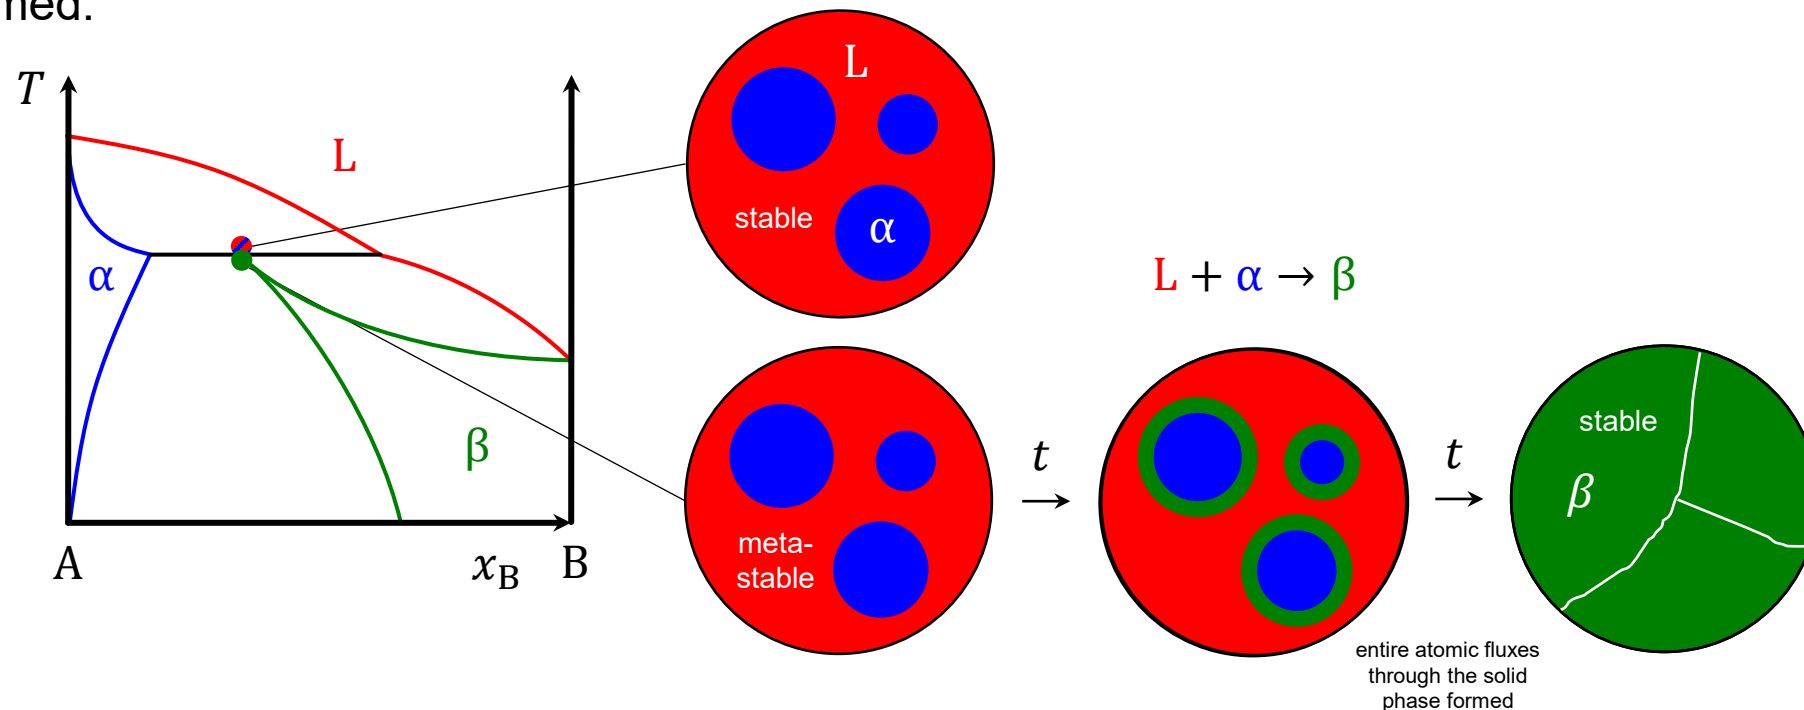 T
L
α
β
A
x_B
B
L
stable
α
meta-
stable
t
L + α → β
t
stable
β
entire atomic fluxes
through the solid
phase formed